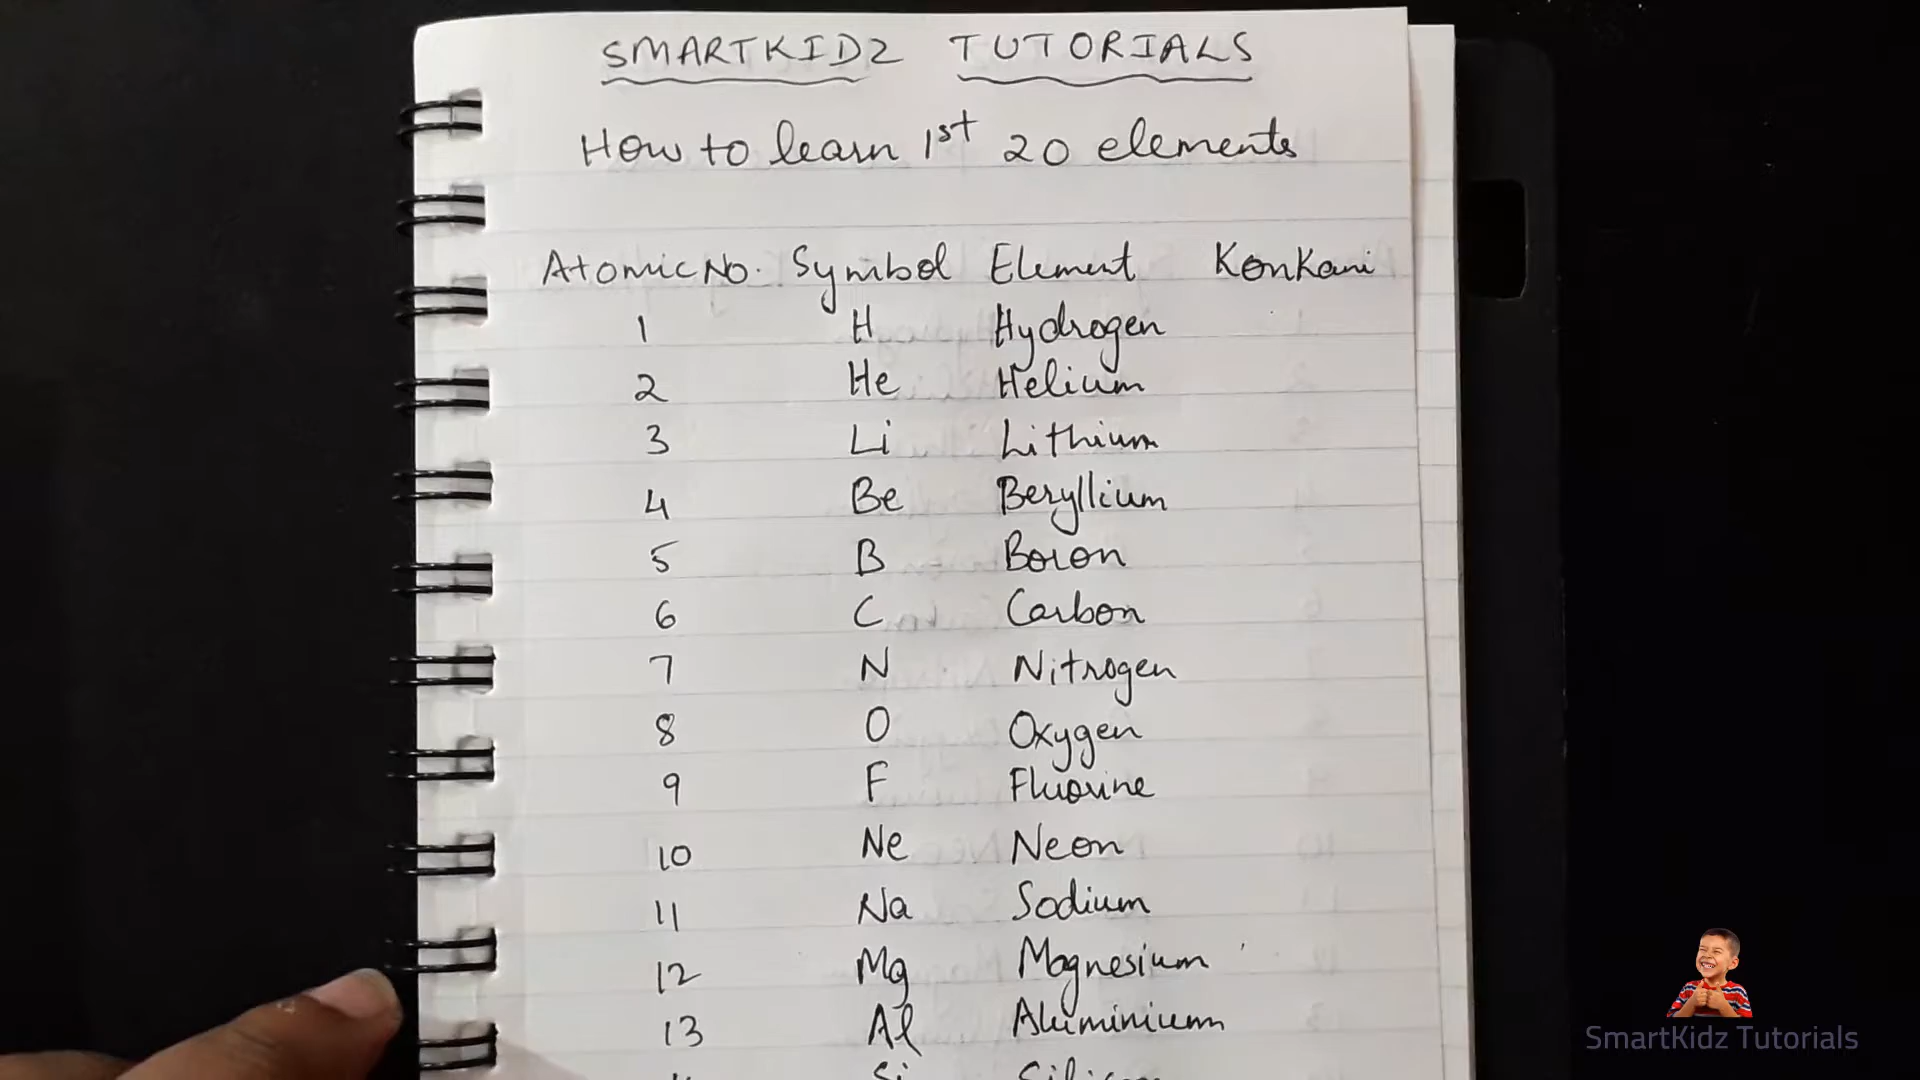 SMARTKIDZ TUTORIALS
How to learn 1st 20 elements
Atomic No. Symbol Element Konkani
1 H Hydrogen
2 He Helium
3 Li Lithium
4 Be Beryllium
5 B Boron
6 C Carbon
7 N Nitrogen
8 O Oxygen
9 F Fluorine
10 Ne Neon
11 Na Sodium
12 Mg Magnesium
13 Al Aluminium
Si Silicon
SmartKidz Tutorials